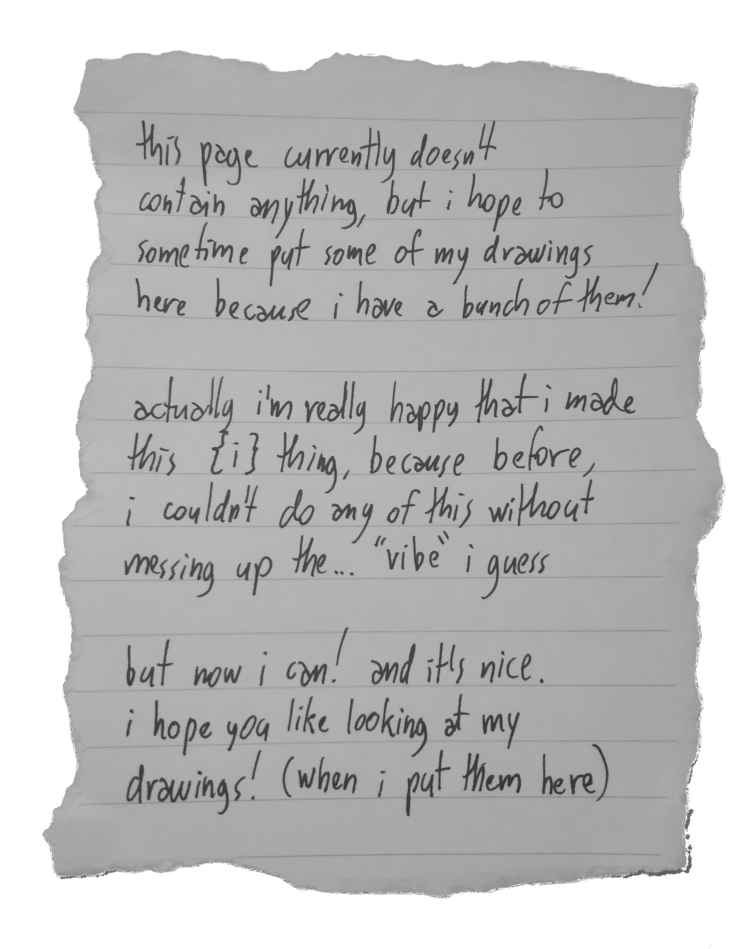 this page currently doesn't
contain anything, but i hope to
sometime put some of my drawings
here because i have a bunch of them!
actually i'm really happy that i made
this {i} thing, because before,
i couldn't do any of this without
messing up the... "vibe" i guess
but now i can! and it's nice.
i hope you like looking at my
drawings! (when i put them here)